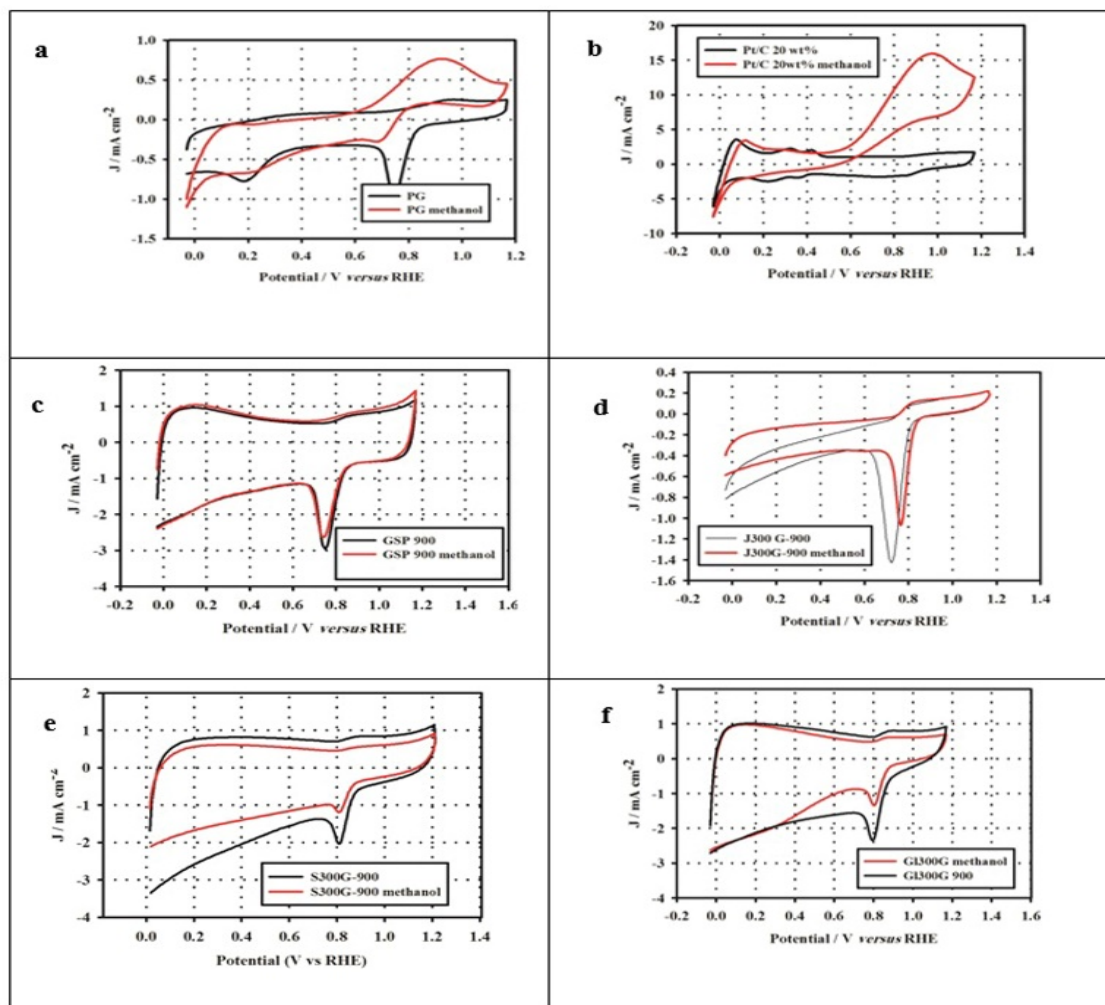 a
1.0
0.5
0.0
-0.5
-1.0
-1.5
J / mA cm-2
PG
PG methanol
0.0 0.2 0.4 0.6 0.8 1.0 1.2
Potential / V versus RHE
b
20
15
10
5
0
-5
-10
J / mA cm-2
Pt/C 20 wt%
Pt/C 20wt% methanol
0.0 0.2 0.4 0.6 0.8 1.0 1.2
Potential / V versus RHE
c
2
1
0
-1
-2
-3
-4
J / mA cm-2
GSP 900
GSP 900 methanol
-0.2 0.0 0.2 0.4 0.6 0.8 1.0 1.2 1.4 1.6
Potential / V versus RHE
d
0.4
0.2
0.0
-0.2
-0.4
-0.6
-0.8
-1.0
-1.2
-1.4
-1.6
J / mA cm-2
J300 G-900
J300G-900 methanol
-0.2 0.0 0.2 0.4 0.6 0.8 1.0 1.2 1.4
Potential / V versus RHE
e
2
1
0
-1
-2
-3
-4
J / mA cm-2
S300G-900
S300G-900 methanol
0.0 0.2 0.4 0.6 0.8 1.0 1.2 1.4
Potential (V vs RHE)
f
2
1
0
-1
-2
-3
-4
J / mA cm-2
GI300G methanol
GI300G 900
0.0 0.2 0.4 0.6 0.8 1.0 1.2 1.4
Potential / V versus RHE